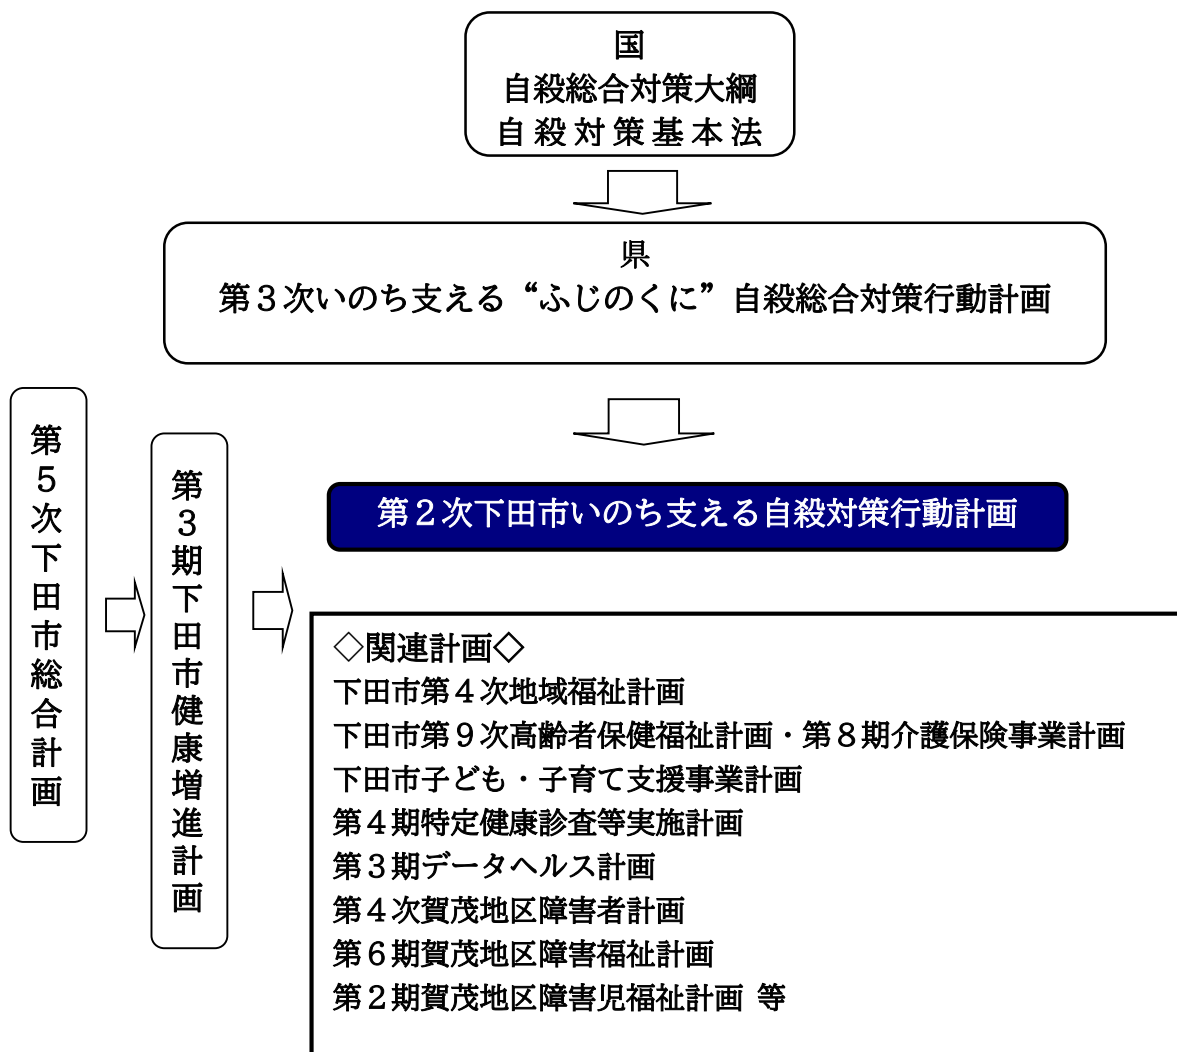 国
自殺総合対策大綱
自殺対策基本法
県
第３次いのち支える“ふじのくに”自殺総合対策行動計画
第５次下田市総合計画
第３期下田市健康増進計画
第２次下田市いのち支える自殺対策行動計画
◇関連計画◇
下田市第４次地域福祉計画
下田市第９次高齢者保健福祉計画・第８期介護保険事業計画
下田市子ども・子育て支援事業計画
第４期特定健康診査等実施計画
第３期データヘルス計画
第４次賀茂地区障害者計画
第６期賀茂地区障害福祉計画
第２期賀茂地区障害児福祉計画 等